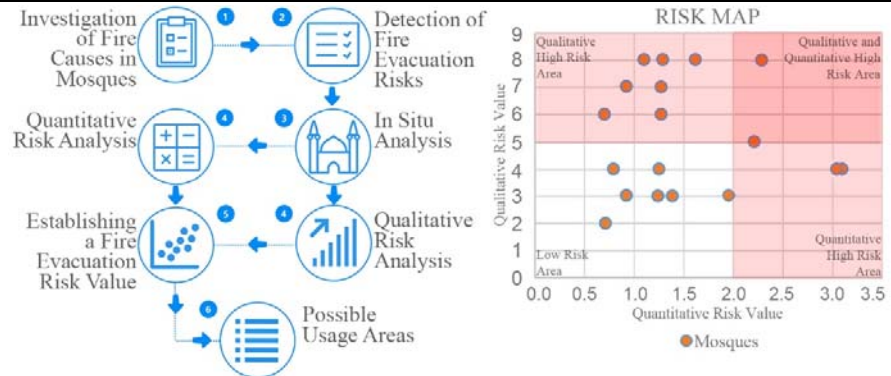 Investigation
of Fire
Causes in
Mosques
1
2
Detection of
Fire
Evacuation
Risks
Quantitative
Risk Analysis
4
3
In Situ
Analysis
Establishing
a Fire
Evacuation
Risk Value
5
4
Qualitative
Risk
Analysis
6
Possible
Usage Areas
RISK MAP
Qualitative Risk Value
9
8
7
6
5
4
3
2
1
0
Qualitative
High Risk
Area
Qualitative and
Quantitative High
Risk Area
Low Risk
Area
Quantitative
High Risk
Area
0.0 0.5 1.0 1.5 2.0 2.5 3.0 3.5
Quantitative Risk Value
Mosques